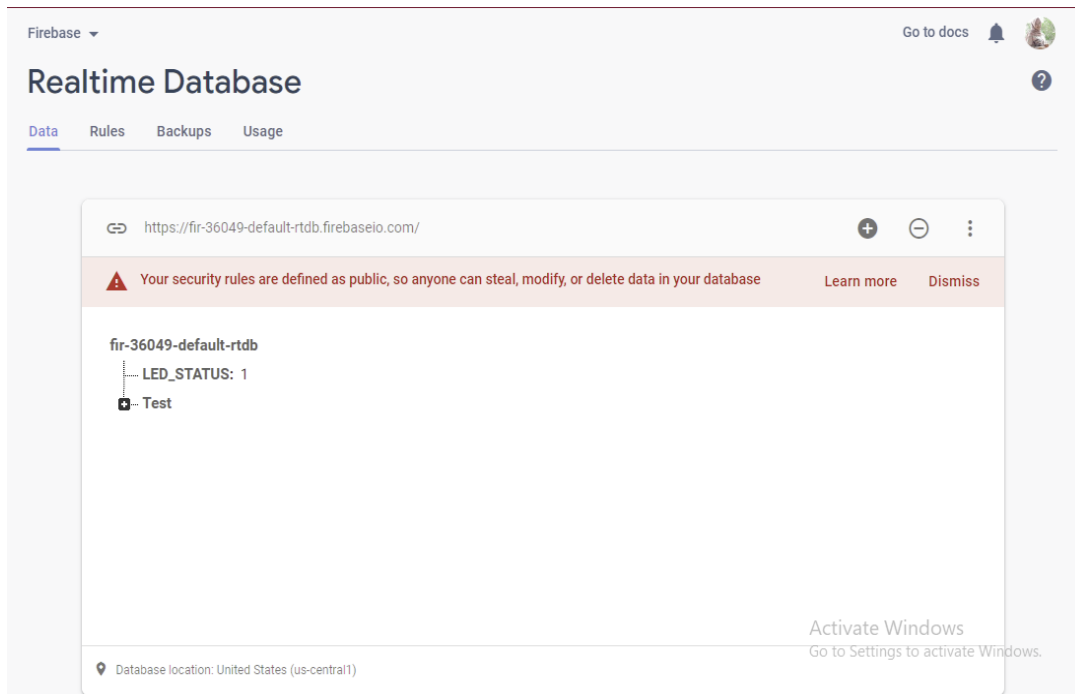 Firebase
Go to docs
Realtime Database
Data Rules Backups Usage
https://fir-36049-default-rtdb.firebaseio.com/
Your security rules are defined as public, so anyone can steal, modify, or delete data in your database Learn more Dismiss
fir-36049-default-rtdb
LED_STATUS: 1
Test
Activate Windows
Go to Settings to activate Windows.
Database location: United States (us-central1)